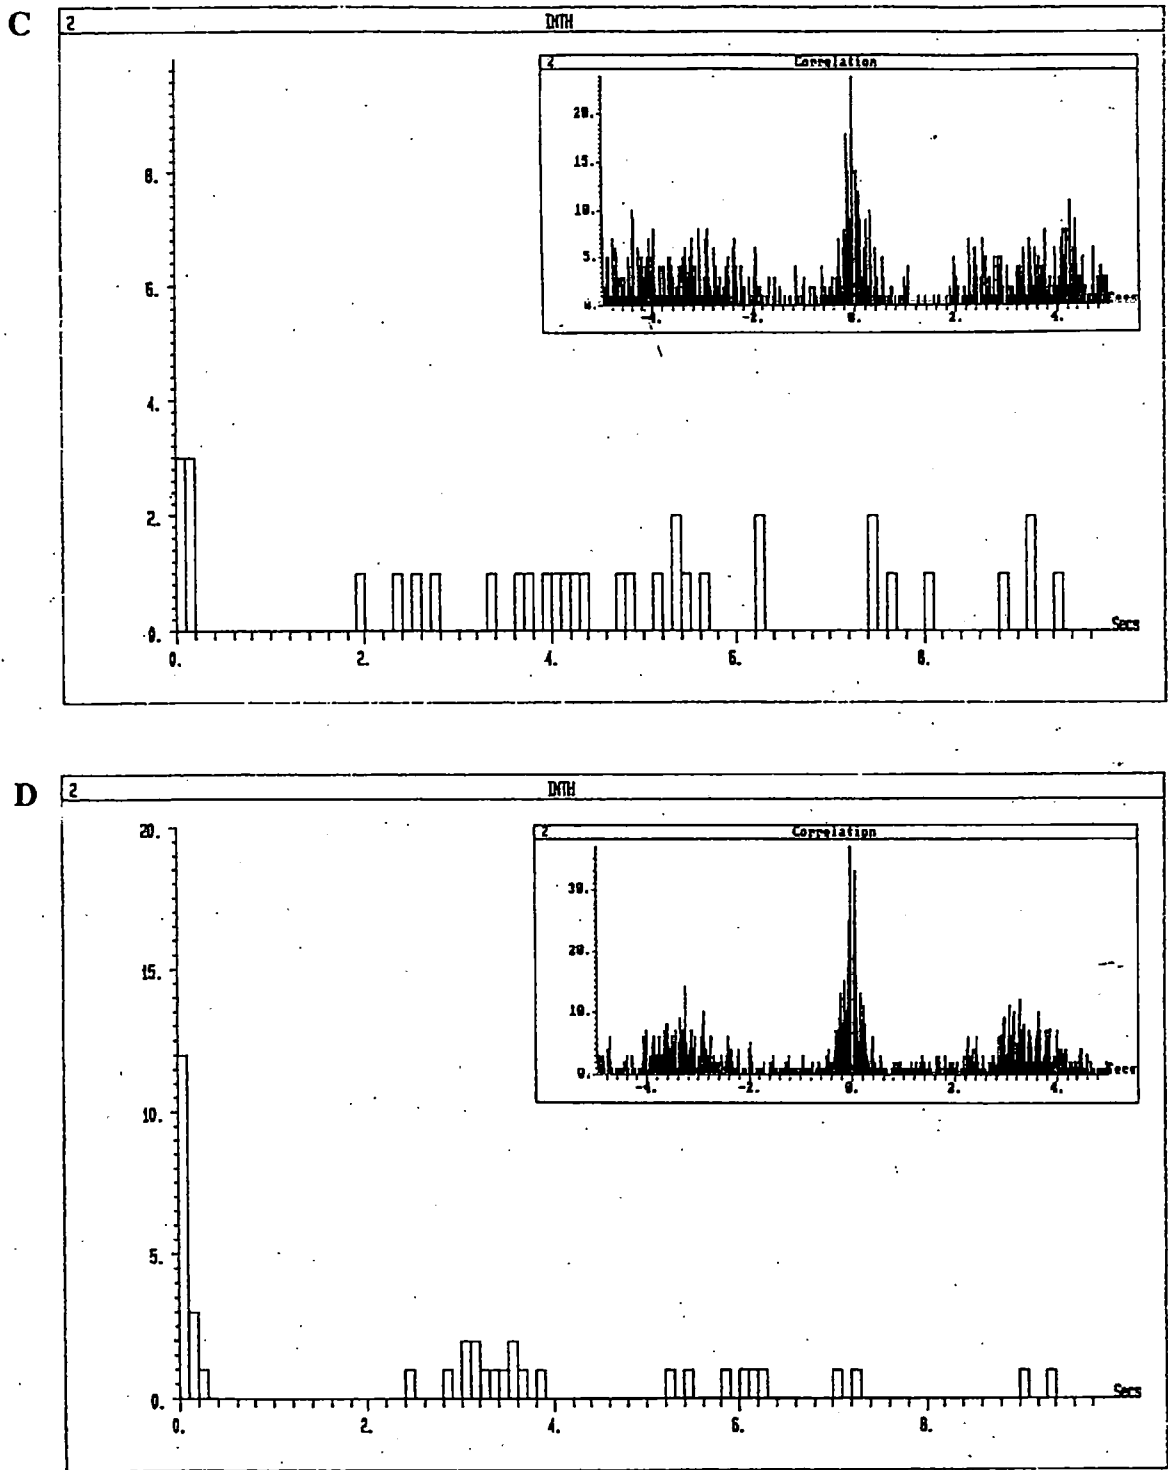 C
2 INTH
2 Correlation
20.
15.
10.
5.
0.
-4. -2. 0. 2. 4. Secs
8.
6.
4.
2.
0.
0. 2. 4. 6. 8. Secs
D
2 INTH
2 Correlation
30.
20.
10.
0.
-4. -2. 0. 2. 4. Secs
20.
15.
10.
5.
0.
0. 2. 4. 6. 8. Secs